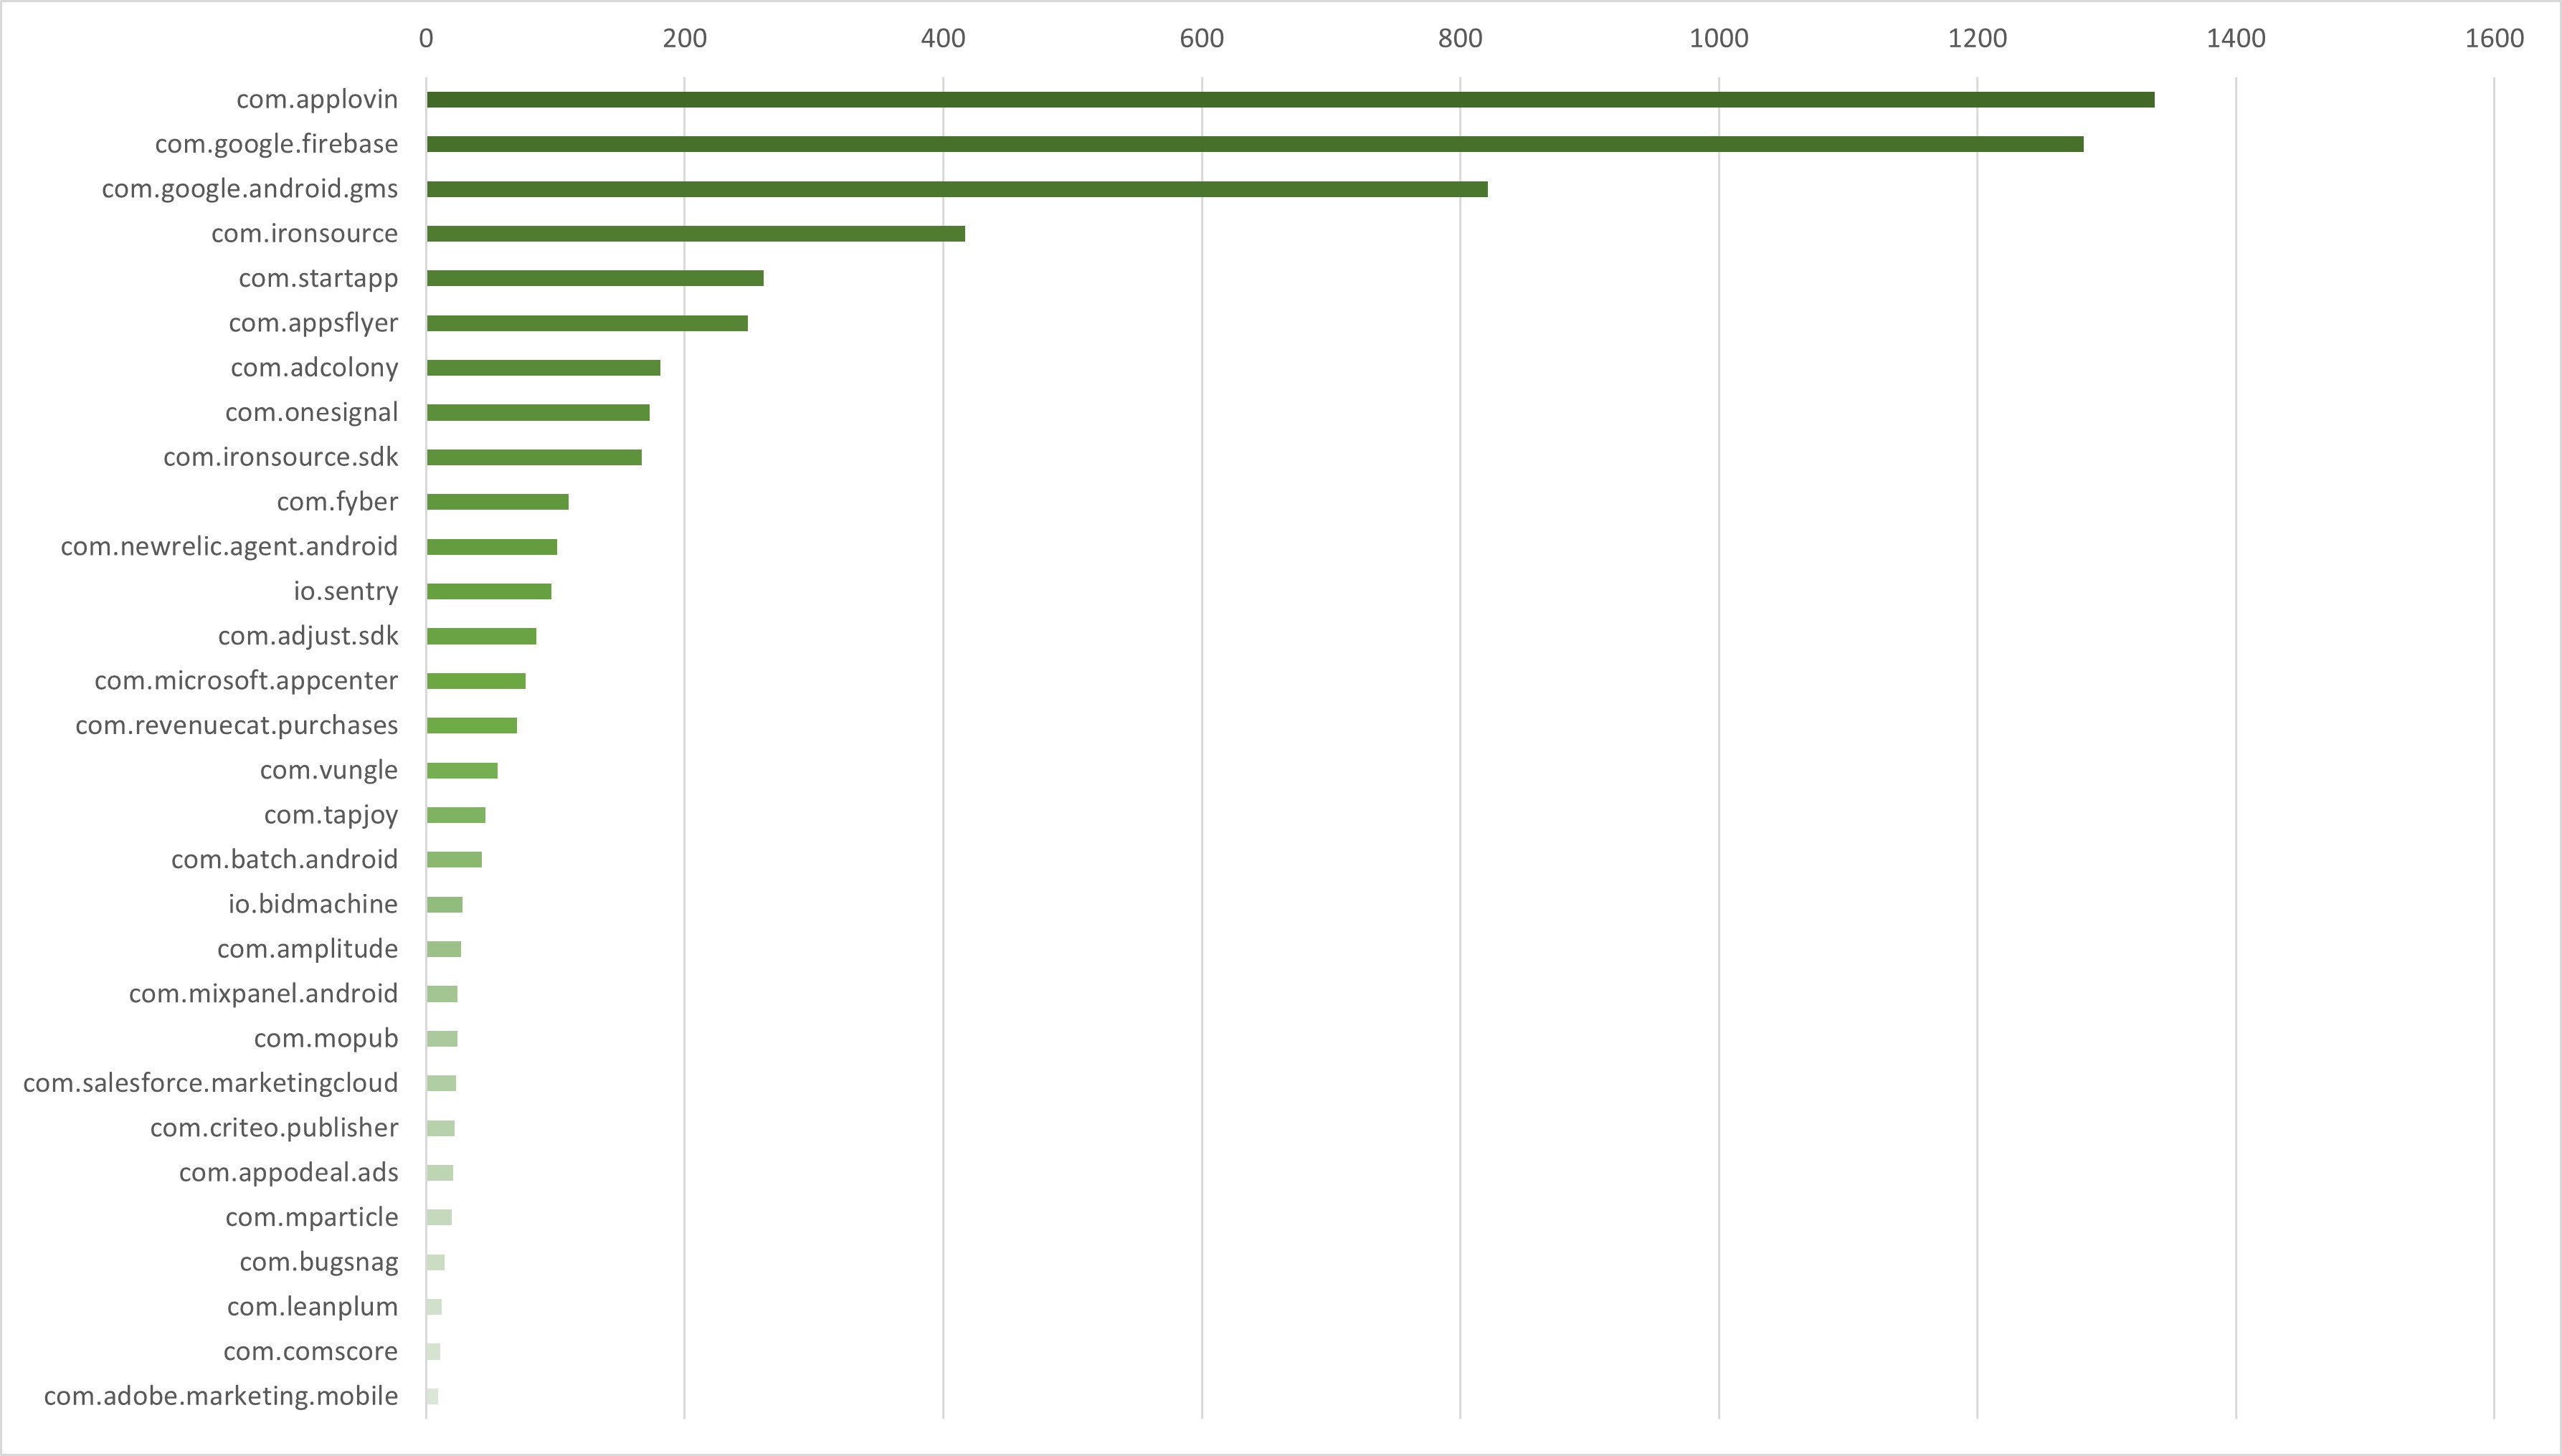 0 200 400 600 800 1000 1200 1400 1600
com.applovin
com.google.firebase
com.google.android.gms
com.ironsource
com.startapp
com.appsflyer
com.adcolony
com.onesignal
com.ironsource.sdk
com.fyber
com.newrelic.agent.android
io.sentry
com.adjust.sdk
com.microsoft.appcenter
com.revenuecat.purchases
com.vungle
com.tapjoy
com.batch.android
io.bidmachine
com.amplitude
com.mixpanel.android
com.mopub
com.salesforce.marketingcloud
com.criteo.publisher
com.appodeal.ads
com.mparticle
com.bugsnag
com.leanplum
com.comscore
com.adobe.marketing.mobile